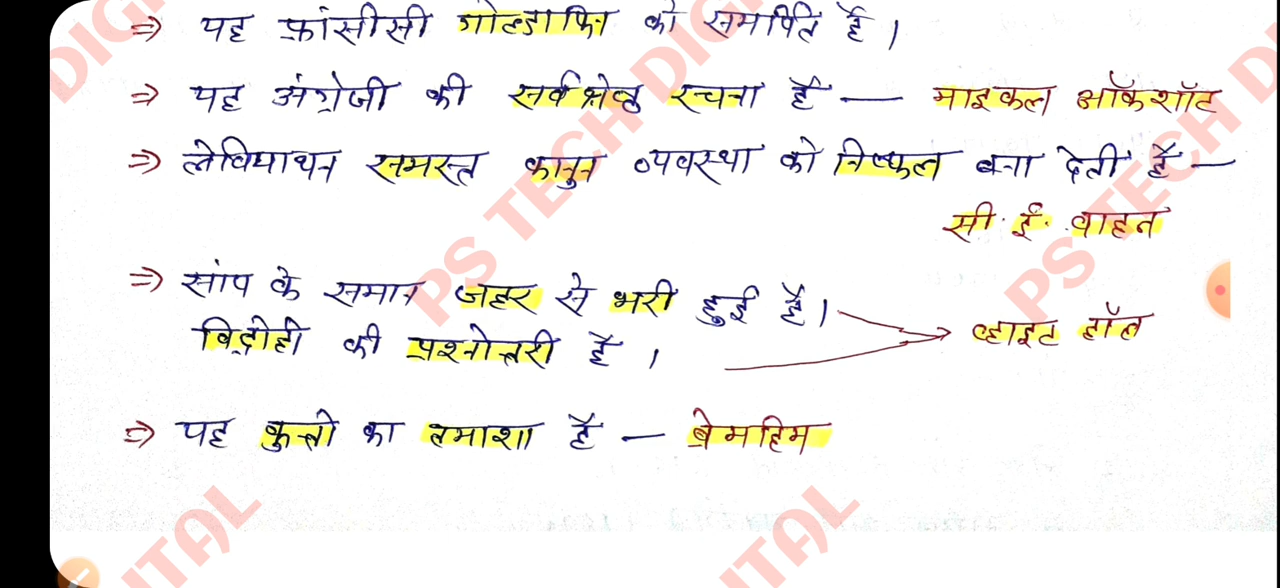 ⇒ यह फ्रांसीसी गोल्डाफिन को समर्पित है।
⇒ यह अंग्रेजी की सर्वश्रेष्ठ रचना है — माइकल ऑकशॉट
⇒ लेवियाथन समस्त कानुन व्यवस्था को निष्फल बना देती है —
सी. ई. वाहन
⇒ सांप के समान जहर से भरी हुई है।
विद्रोही की प्रश्नोत्तरी है।
व्हाइट हॉल
⇒ यह कुत्तो का तमाशा है — ब्रेमहिम
PS TECH DIGITAL